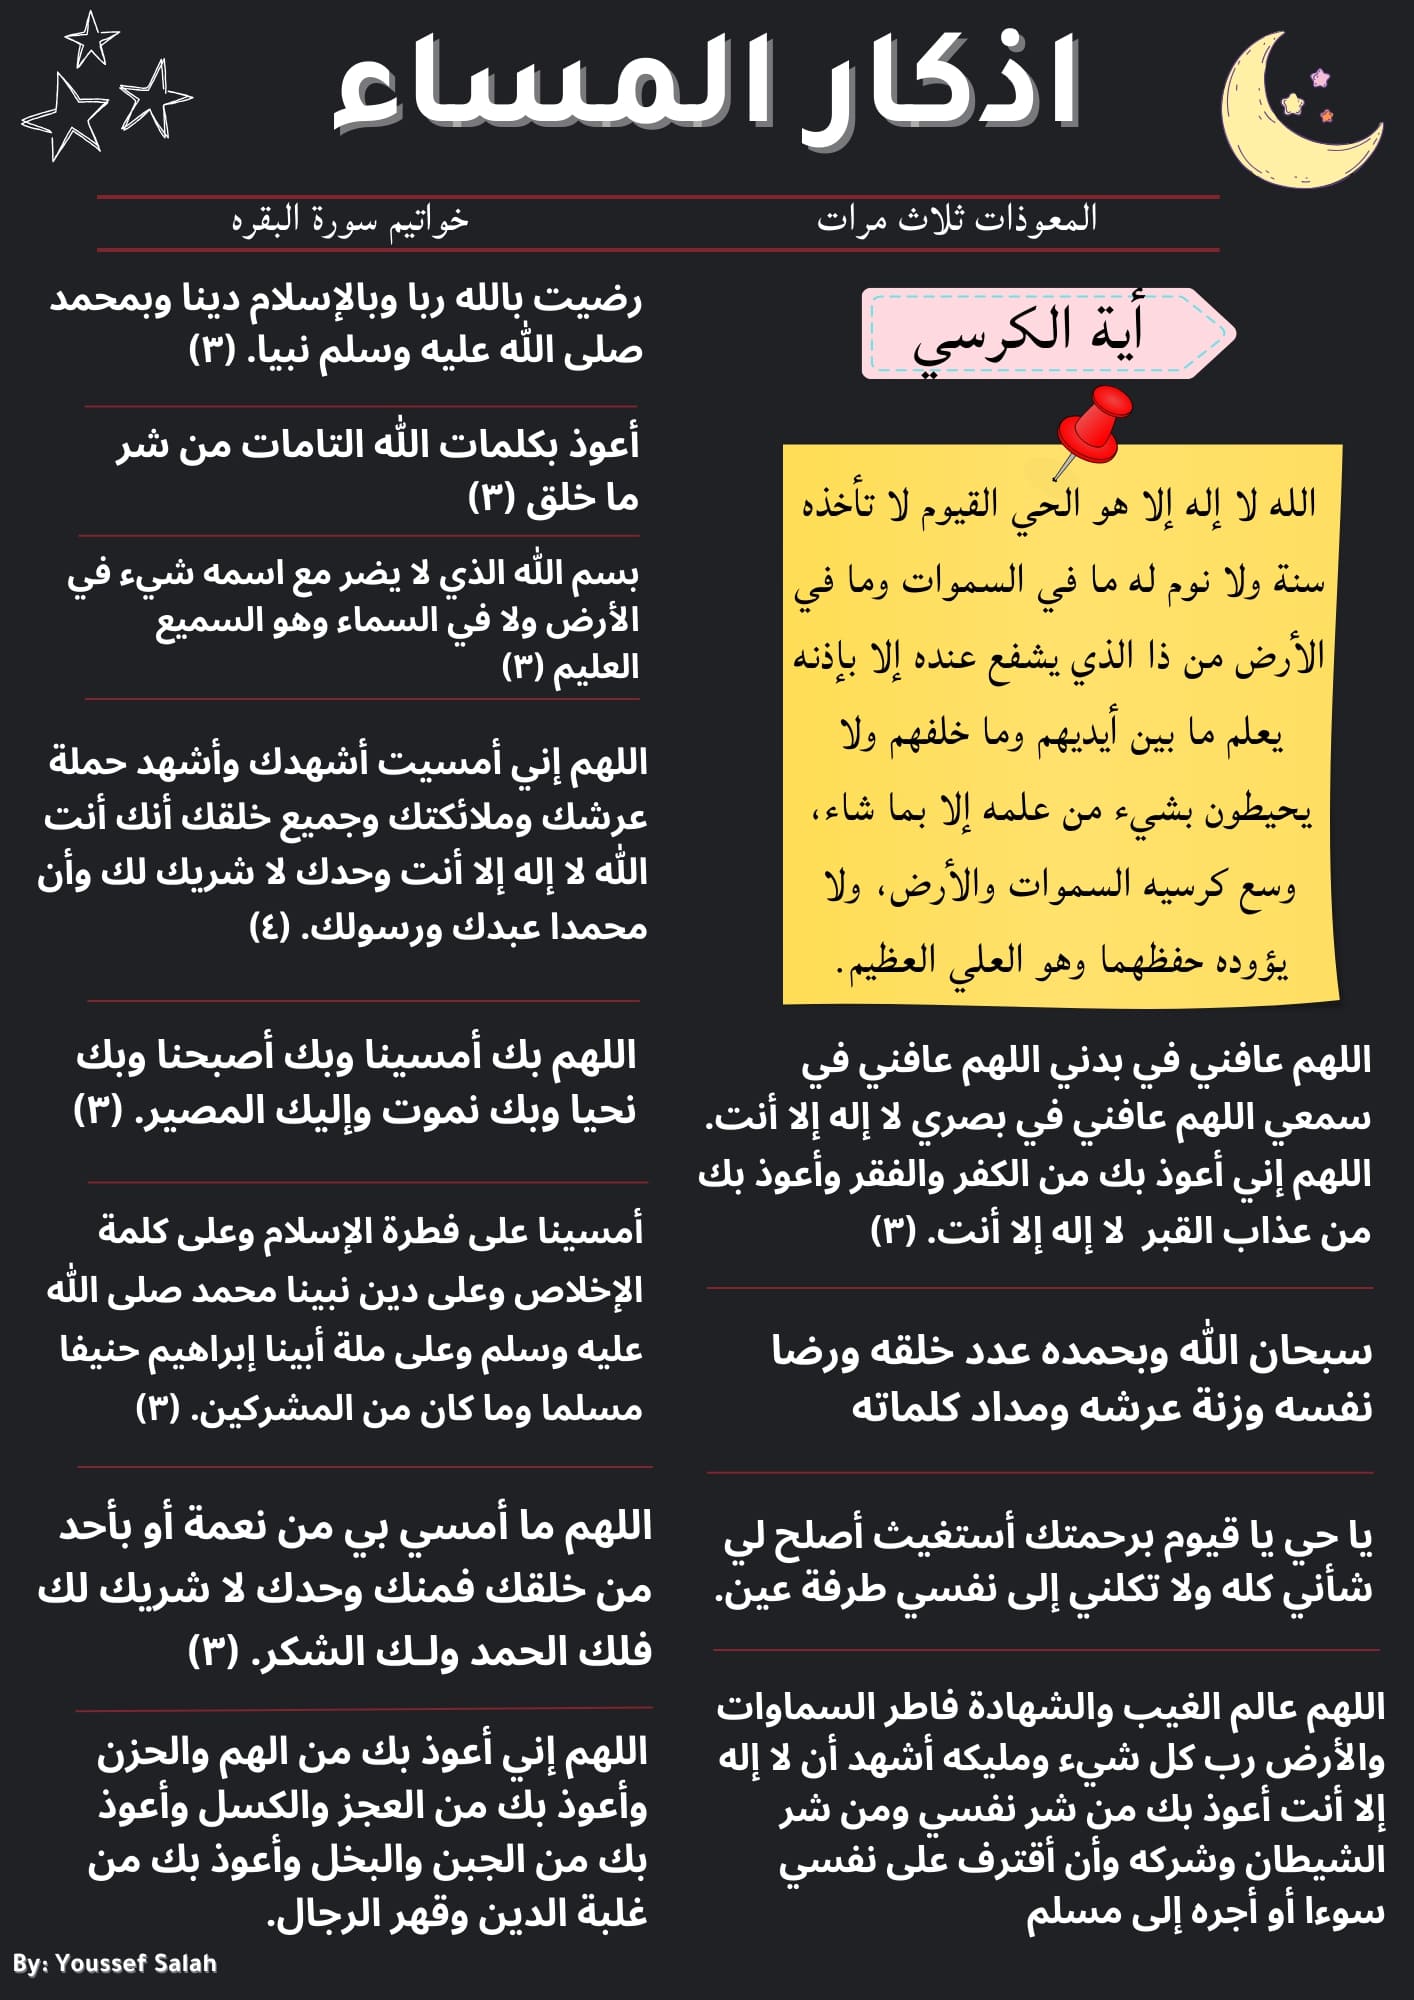 اذكار المساء
المعوذات ثلاث مرات
خواتيم سورة البقره
أية الكرسي
الله لا إله إلا هو الحي القيوم لا تأخذه
سنة ولا نوم له ما في السموات وما في
الأرض من ذا الذي يشفع عنده إلا بإذنه
يعلم ما بين أيديهم وما خلفهم ولا
يحيطون بشيء من علمه إلا بما شاء،
وسع كرسيه السموات والأرض، ولا
يؤوده حفظهما وهو العلي العظيم.
اللهم عافني في بدني اللهم عافني في
سمعي اللهم عافني في بصري لا إله إلا أنت.
اللهم إني أعوذ بك من الكفر والفقر وأعوذ بك
من عذاب القبر لا إله إلا أنت. (٣)
سبحان الله وبحمده عدد خلقه ورضا
نفسه وزنة عرشه ومداد كلماته
يا حي يا قيوم برحمتك أستغيث أصلح لي
شأني كله ولا تكلني إلى نفسي طرفة عين.
اللهم عالم الغيب والشهادة فاطر السماوات
والأرض رب كل شيء ومليكه أشهد أن لا إله
إلا أنت أعوذ بك من شر نفسي ومن شر
الشيطان وشركه وأن أقترف على نفسي
سوءا أو أجره إلى مسلم
رضيت بالله ربا وبالإسلام دينا وبمحمد
صلى الله عليه وسلم نبيا. (٣)
أعوذ بكلمات الله التامات من شر
ما خلق (٣)
بسم الله الذي لا يضر مع اسمه شيء في
الأرض ولا في السماء وهو السميع
العليم (٣)
اللهم إني أمسيت أشهدك وأشهد حملة
عرشك وملائكتك وجميع خلقك أنك أنت
الله لا إله إلا أنت وحدك لا شريك لك وأن
محمدا عبدك ورسولك. (٤)
اللهم بك أمسينا وبك أصبحنا وبك
نحيا وبك نموت وإليك المصير. (٣)
أمسينا على فطرة الإسلام وعلى كلمة
الإخلاص وعلى دين نبينا محمد صلى الله
عليه وسلم وعلى ملة أبينا إبراهيم حنيفا
مسلما وما كان من المشركين. (٣)
اللهم ما أمسي بي من نعمة أو بأحد
من خلقك فمنك وحدك لا شريك لك
فلك الحمد ولـك الشكر. (٣)
اللهم إني أعوذ بك من الهم والحزن
وأعوذ بك من العجز والكسل وأعوذ
بك من الجبن والبخل وأعوذ بك من
غلبة الدين وقهر الرجال.
By: Youssef Salah